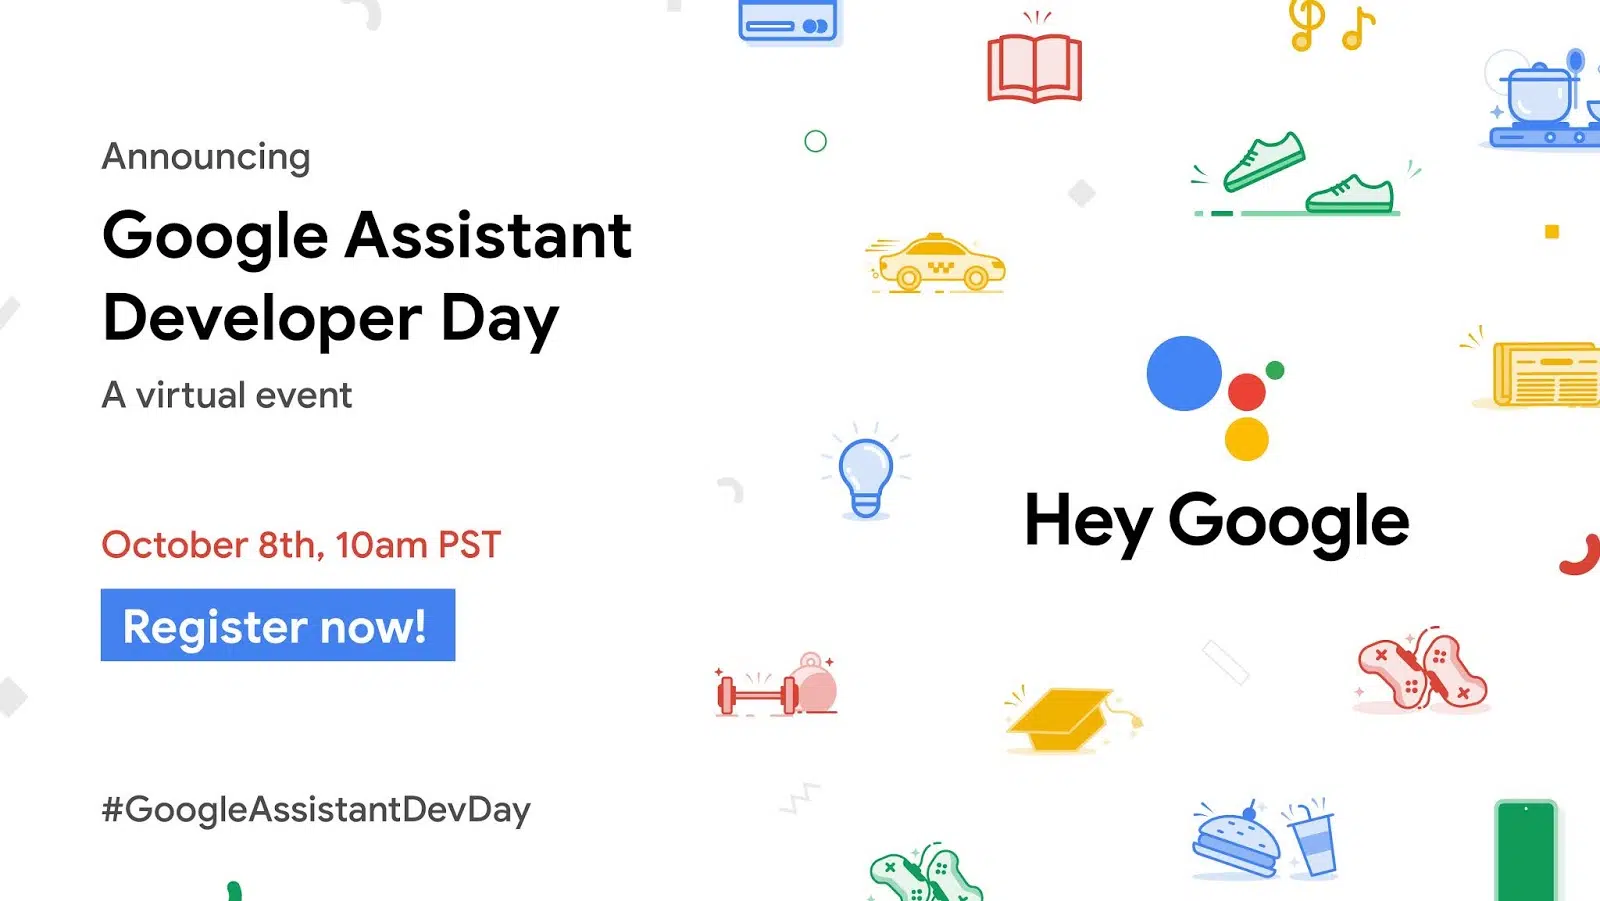 Announcing
Google Assistant
Developer Day
A virtual event
October 8th, 10am PST
Register now!
#GoogleAssistantDevDay
Hey Google